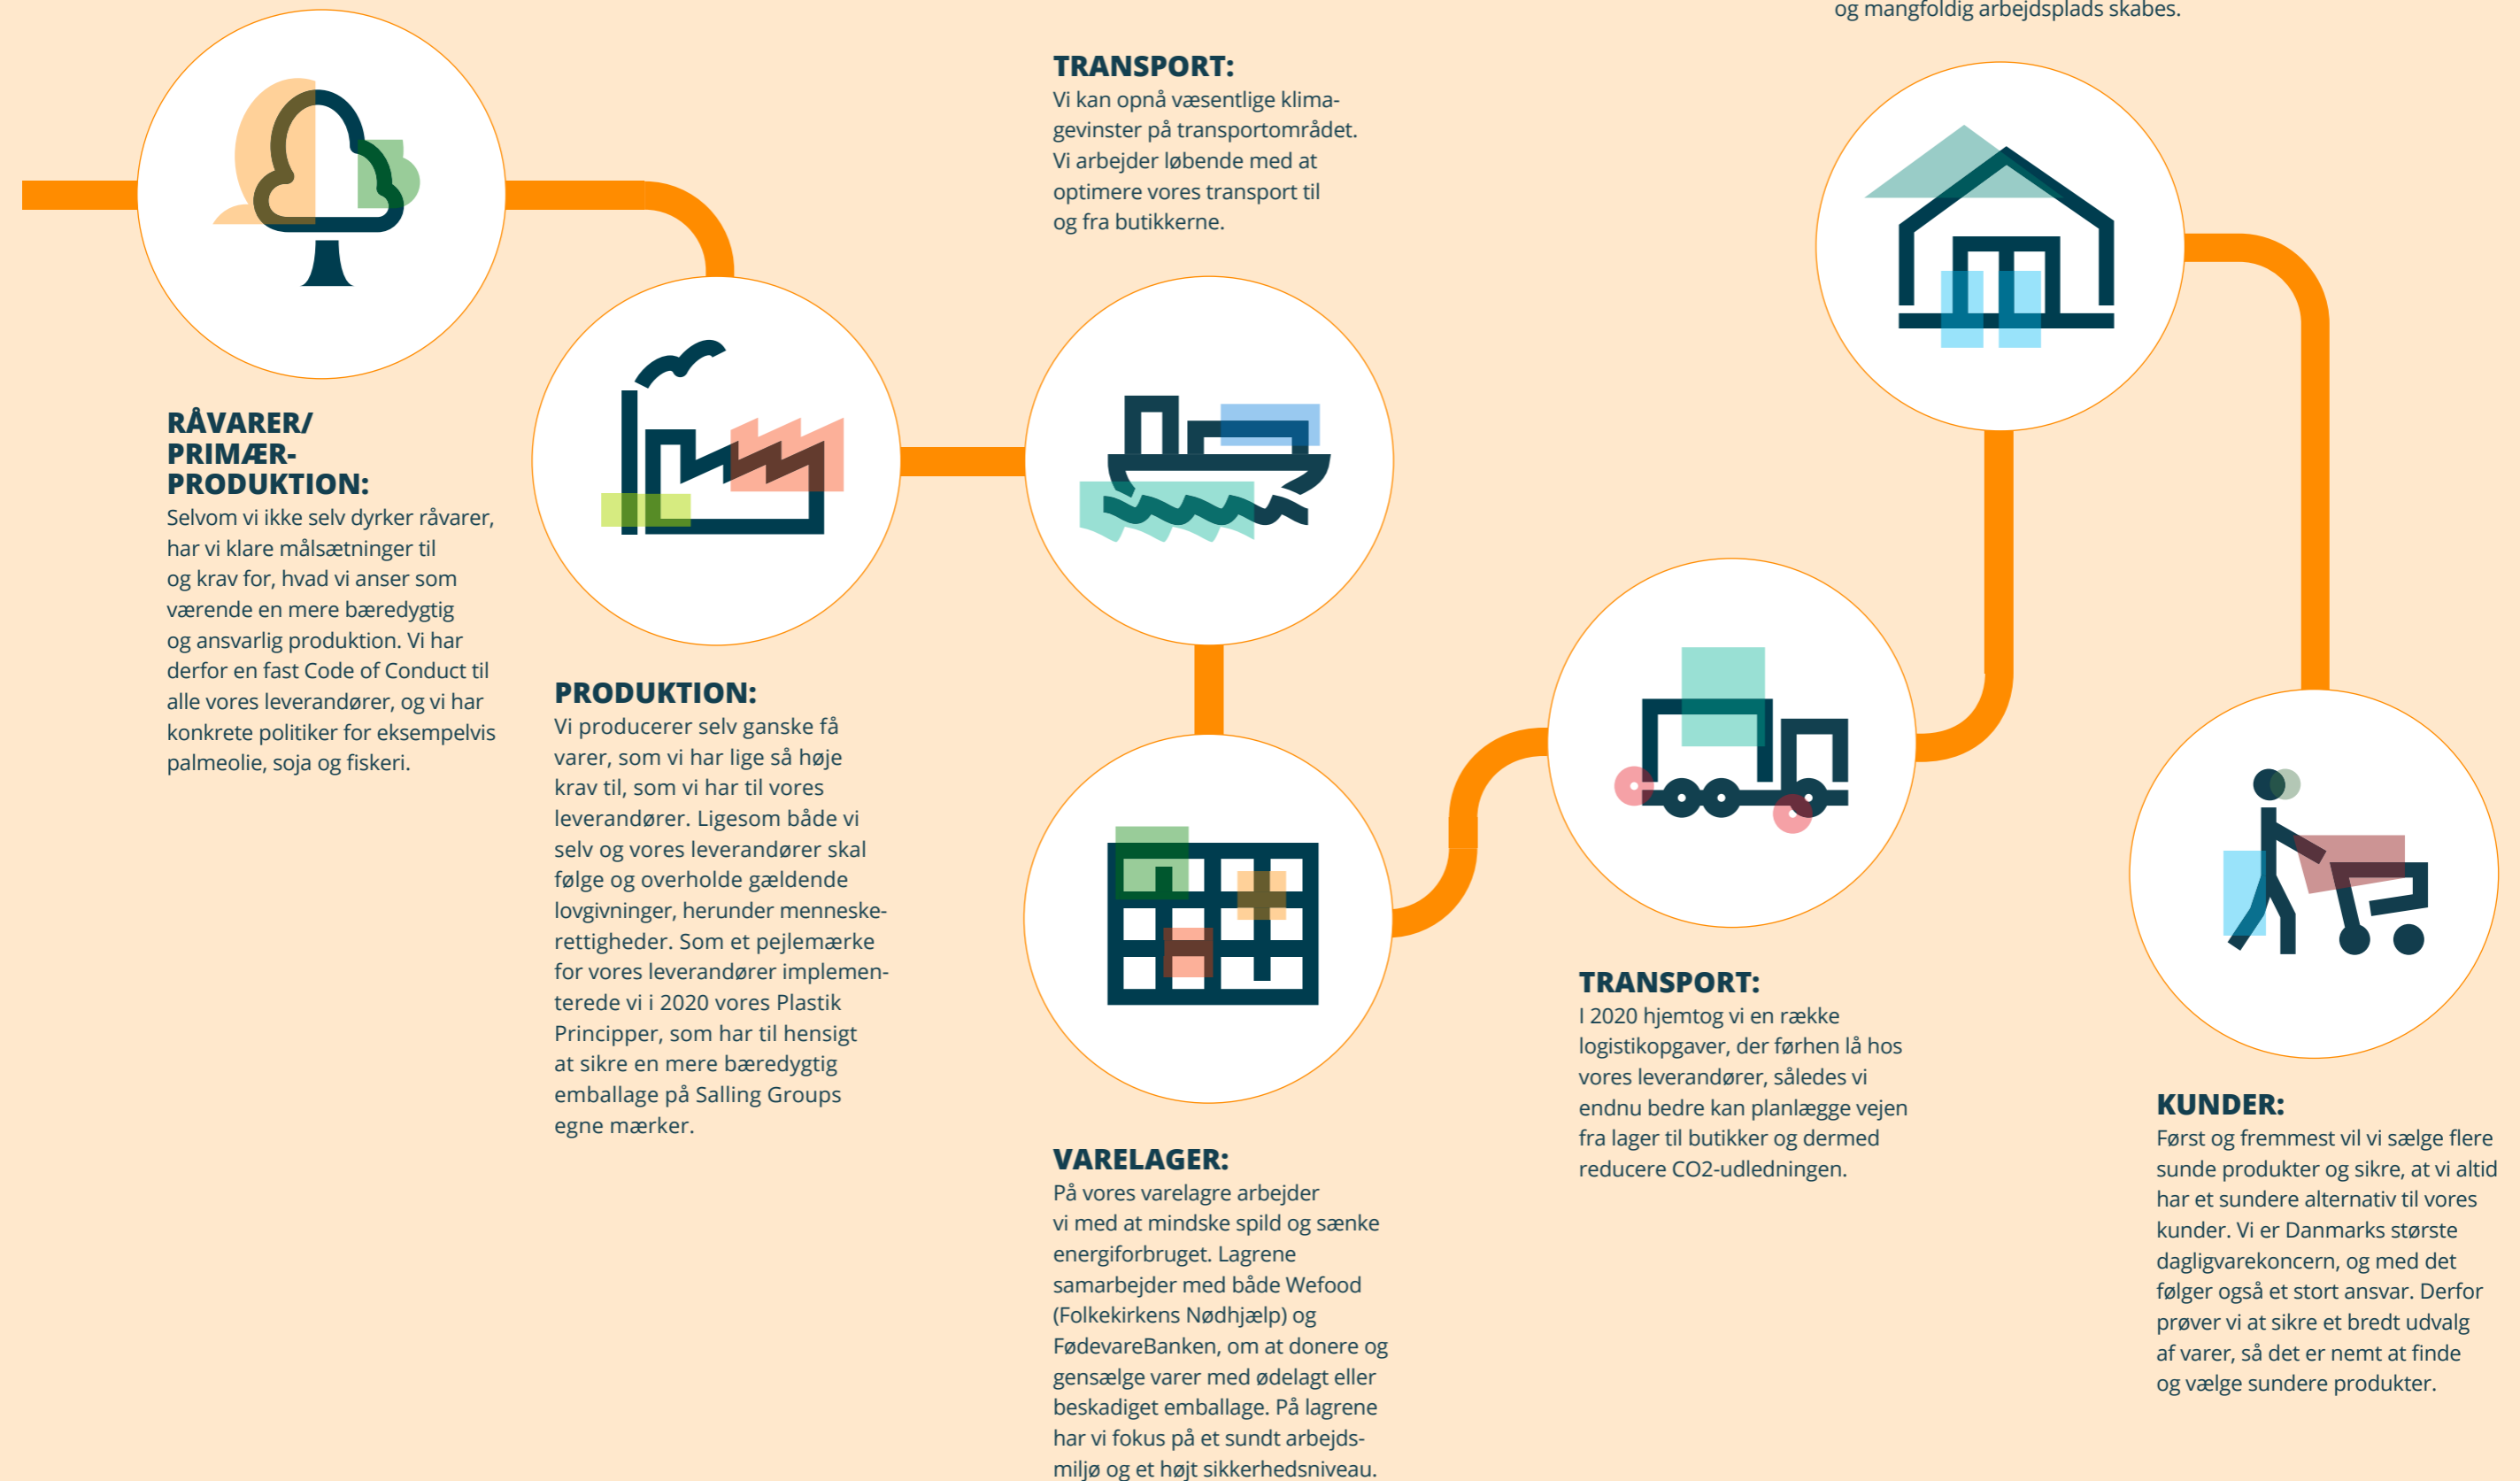 RÅVARER/
PRIMÆR-
PRODUKTION:
Selvom vi ikke selv dyrker råvarer,
har vi klare målsætninger til
og krav for, hvad vi anser som
værende en mere bæredygtig
og ansvarlig produktion. Vi har
derfor en fast Code of Conduct til
alle vores leverandører, og vi har
konkrete politiker for eksempelvis
palmeolie, soja og fiskeri.
PRODUKTION:
Vi producerer selv ganske få
varer, som vi har lige så høje
krav til, som vi har til vores
leverandører. Ligesom både vi
selv og vores leverandører skal
følge og overholde gældende
lovgivninger, herunder menneske-
rettigheder. Som et pejlemærke
for vores leverandører implemen-
terede vi i 2020 vores Plastik
Principper, som har til hensigt
at sikre en mere bæredygtig
emballage på Salling Groups
egne mærker.
TRANSPORT:
Vi kan opnå væsentlige klima-
gevinster på transportområdet.
Vi arbejder løbende med at
optimere vores transport til
og fra butikkerne.
VARELAGER:
På vores varelagre arbejder
vi med at mindske spild og sænke
energiforbruget. Lagrene
samarbejder med både Wefood
(Folkekirkens Nødhjælp) og
FødevareBanken, om at donere og
gensælge varer med ødelagt eller
beskadiget emballage. På lagrene
har vi fokus på et sundt arbejds-
miljø og et højt sikkerhedsniveau.
TRANSPORT:
I 2020 hjemtog vi en række
logistikopgaver, der førhen lå hos
vores leverandører, således vi
endnu bedre kan planlægge vejen
fra lager til butikker og dermed
reducere CO2-udledningen.
og mangfoldig arbejdsplads skabes.
KUNDER:
Først og fremmest vil vi sælge flere
sunde produkter og sikre, at vi altid
har et sundere alternativ til vores
kunder. Vi er Danmarks største
dagligvarekoncern, og med det
følger også et stort ansvar. Derfor
prøver vi at sikre et bredt udvalg
af varer, så det er nemt at finde
og vælge sundere produkter.